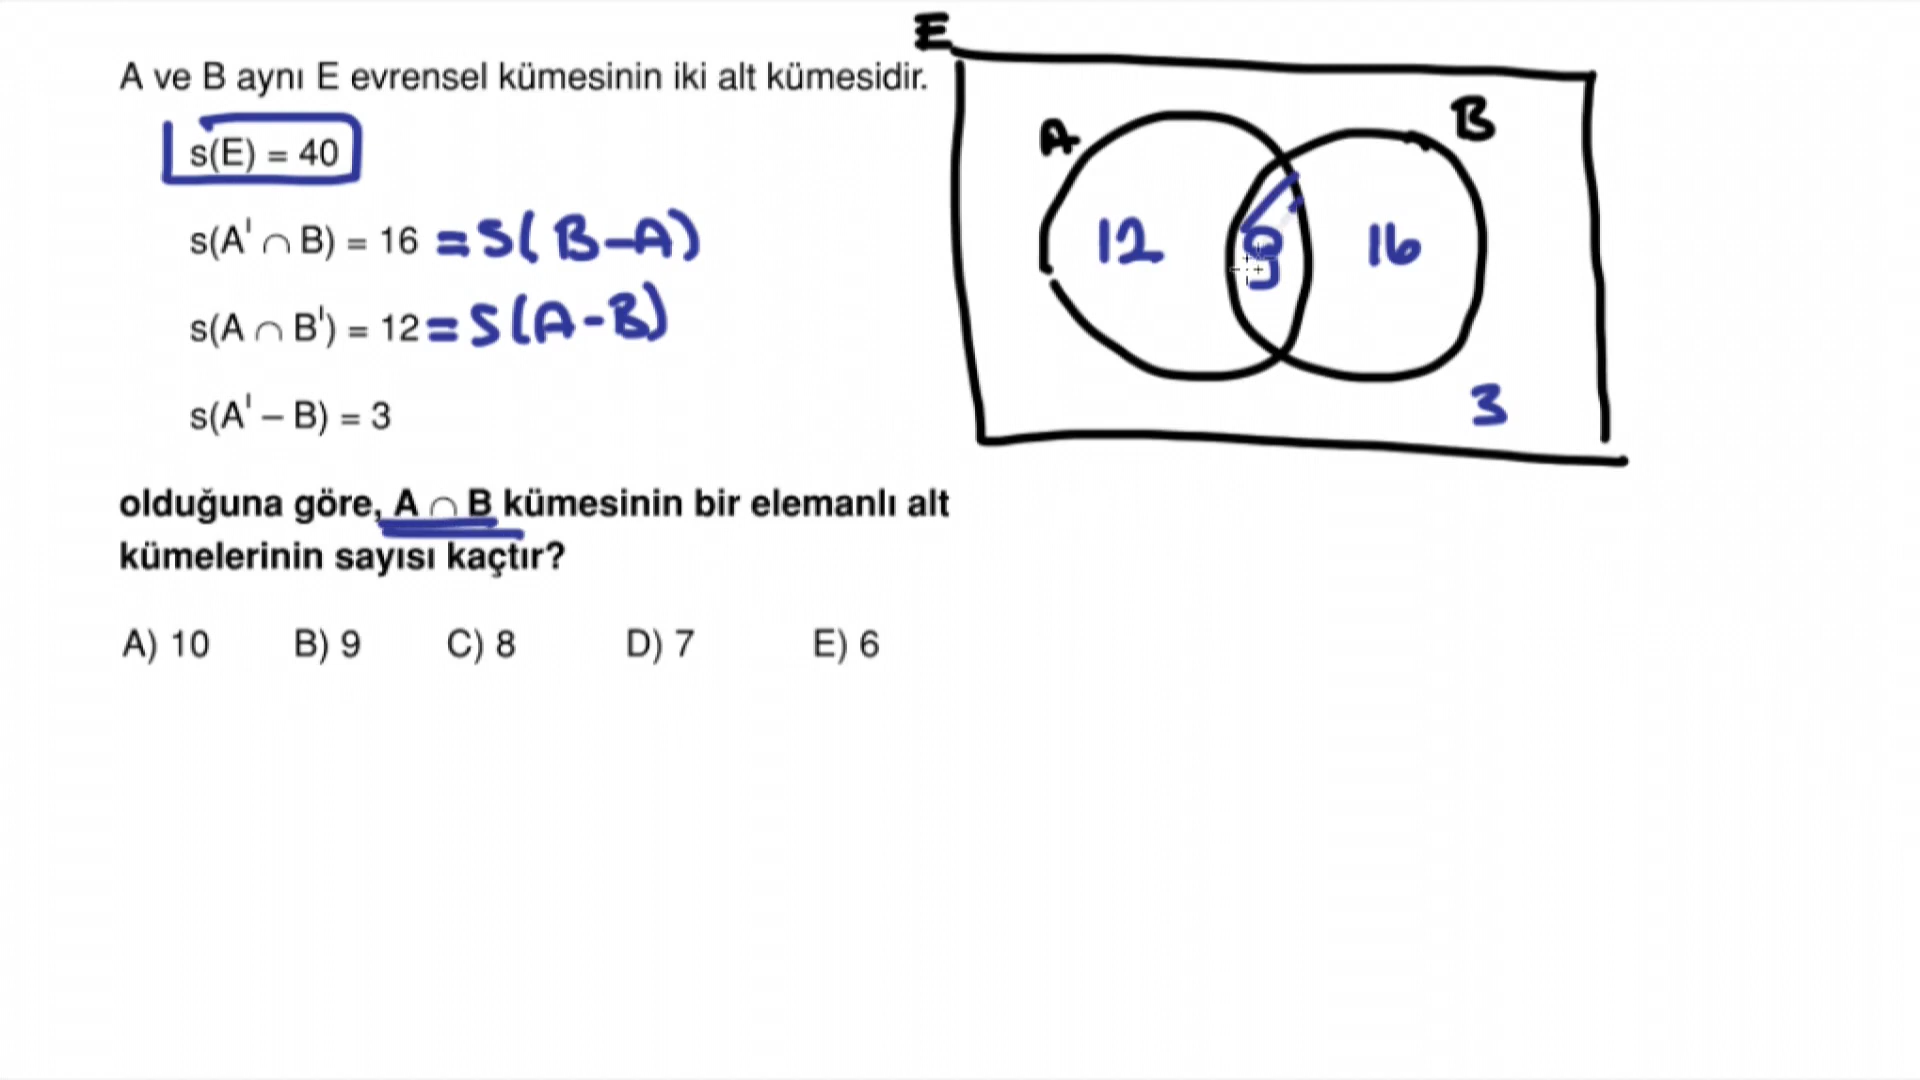 E
A ve B aynı E evrensel kümesinin iki alt kümesidir.
s(E) = 40
s(A' ∩ B) = 16 = S(B-A)
s(A ∩ B') = 12 = S(A-B)
s(A' – B) = 3
olduğuna göre, A ∩ B kümesinin bir elemanlı alt
kümelerinin sayısı kaçtır?
A) 10 B) 9 C) 8 D) 7 E) 6
A
B
12
9
16
3